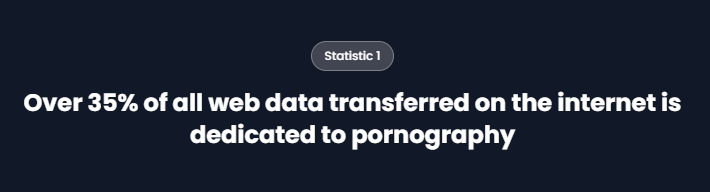 Statistic 1
Over 35% of all web data transferred on the internet is
dedicated to pornography